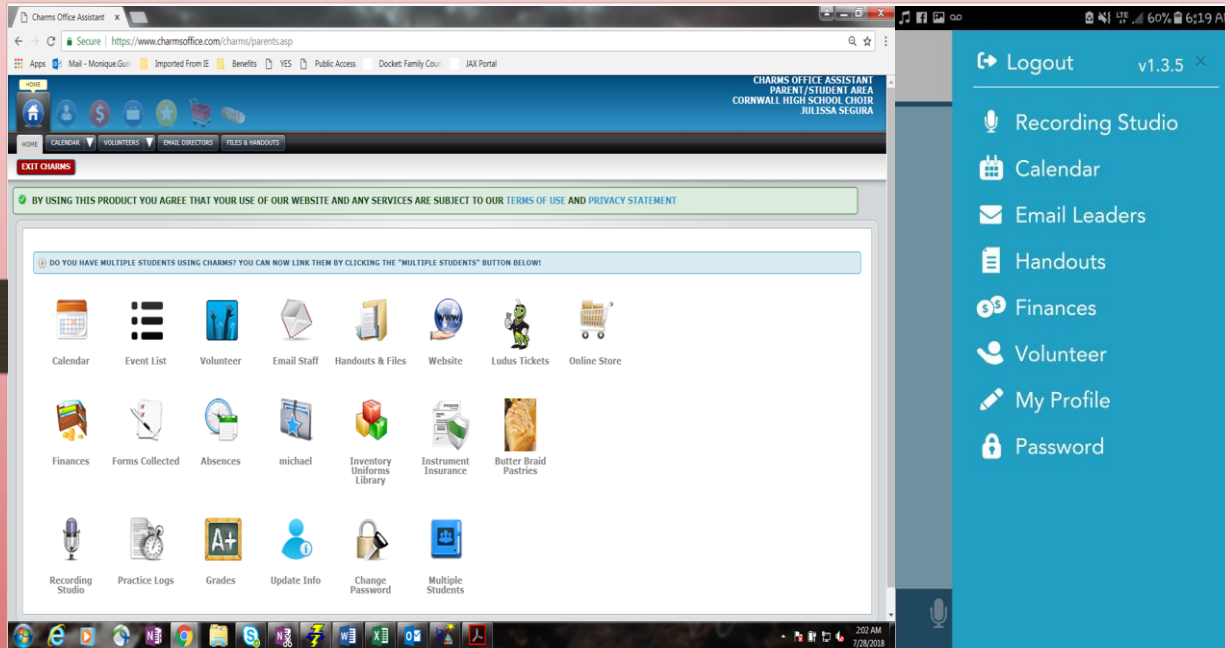 Charms Office Assistant
Secure | https://www.charmsoffice.com/charms/parents.asp
Apps Mail - Monique.Gun Imported From IE Benefits YES Public Access Docket: Family Cour JAX Portal
HOME
CHARMS OFFICE ASSISTANT
PARENT/STUDENT AREA
CORNWALL HIGH SCHOOL CHOIR
JULISSA SEGURA
HOME CALENDAR VOLUNTEERS EMAIL DIRECTORS FILES & HANDOUTS
EXIT CHARMS
BY USING THIS PRODUCT YOU AGREE THAT YOUR USE OF OUR WEBSITE AND ANY SERVICES ARE SUBJECT TO OUR TERMS OF USE AND PRIVACY STATEMENT
DO YOU HAVE MULTIPLE STUDENTS USING CHARMS? YOU CAN NOW LINK THEM BY CLICKING THE "MULTIPLE STUDENTS" BUTTON BELOW!
WWW
Calendar Event List Volunteer Email Staff Handouts & Files Website Ludus Tickets Online Store
Finances Forms Collected Absences michael Inventory Uniforms Library Instrument Insurance Butter Braid Pastries
A+
Recording Studio Practice Logs Grades Update Info Change Password Multiple Students
2:02 AM
7/28/2018
LTE 60% 6:19 AM
Logout v1.3.5
Recording Studio
Calendar
Email Leaders
Handouts
Finances
Volunteer
My Profile
Password